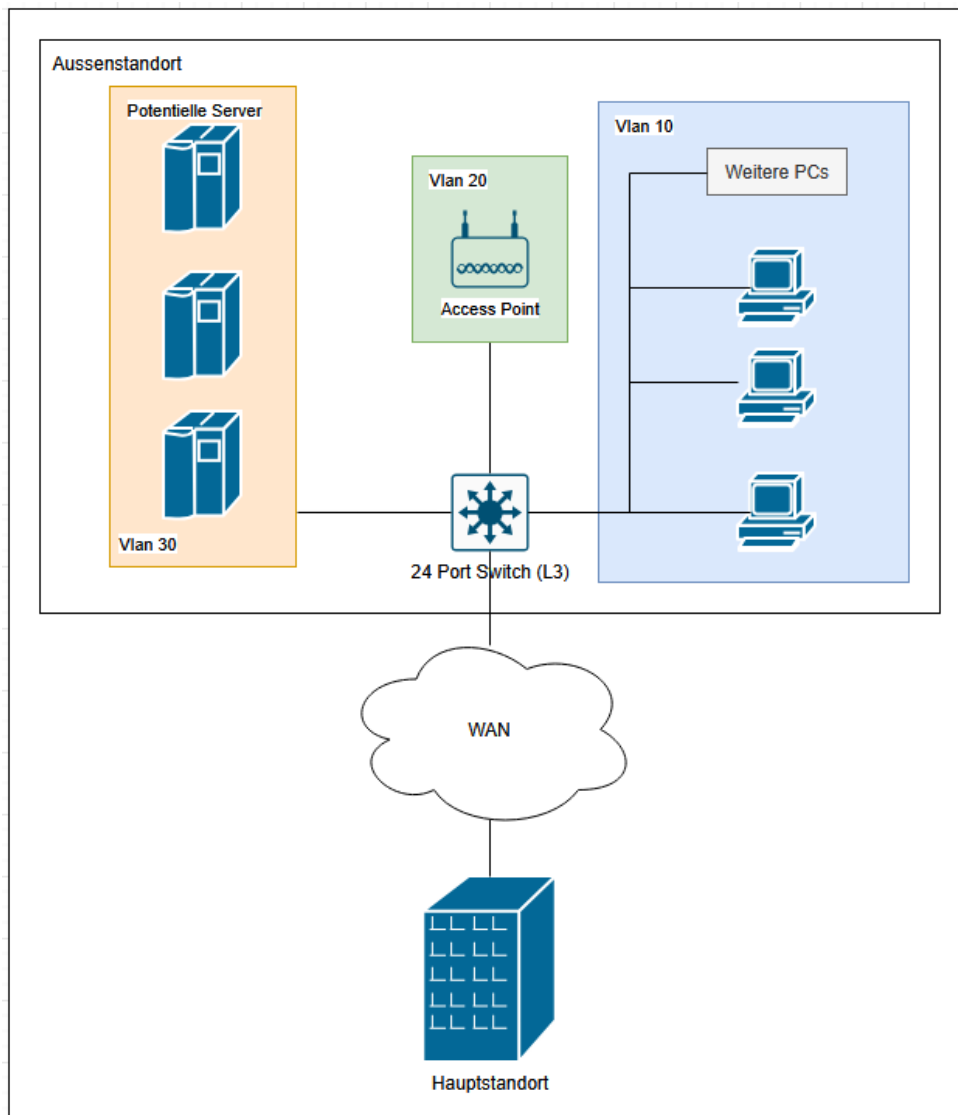 Aussenstandort
Potentielle Server
Vlan 30
Vlan 20
Access Point
Vlan 10
Weitere PCs
24 Port Switch (L3)
WAN
Hauptstandort